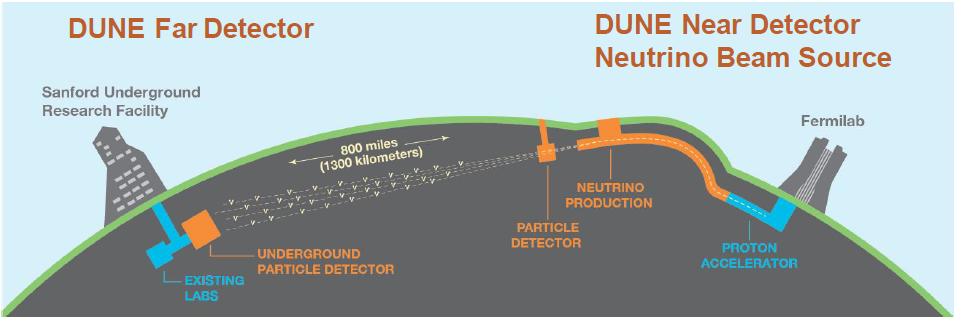 DUNE Far Detector
DUNE Near Detector
Neutrino Beam Source
Sanford Underground
Research Facility
Fermilab
800 miles
(1300 kilometers)
NEUTRINO
PRODUCTION
PARTICLE
DETECTOR
PROTON
ACCELERATOR
UNDERGROUND
PARTICLE DETECTOR
EXISTING
LABS